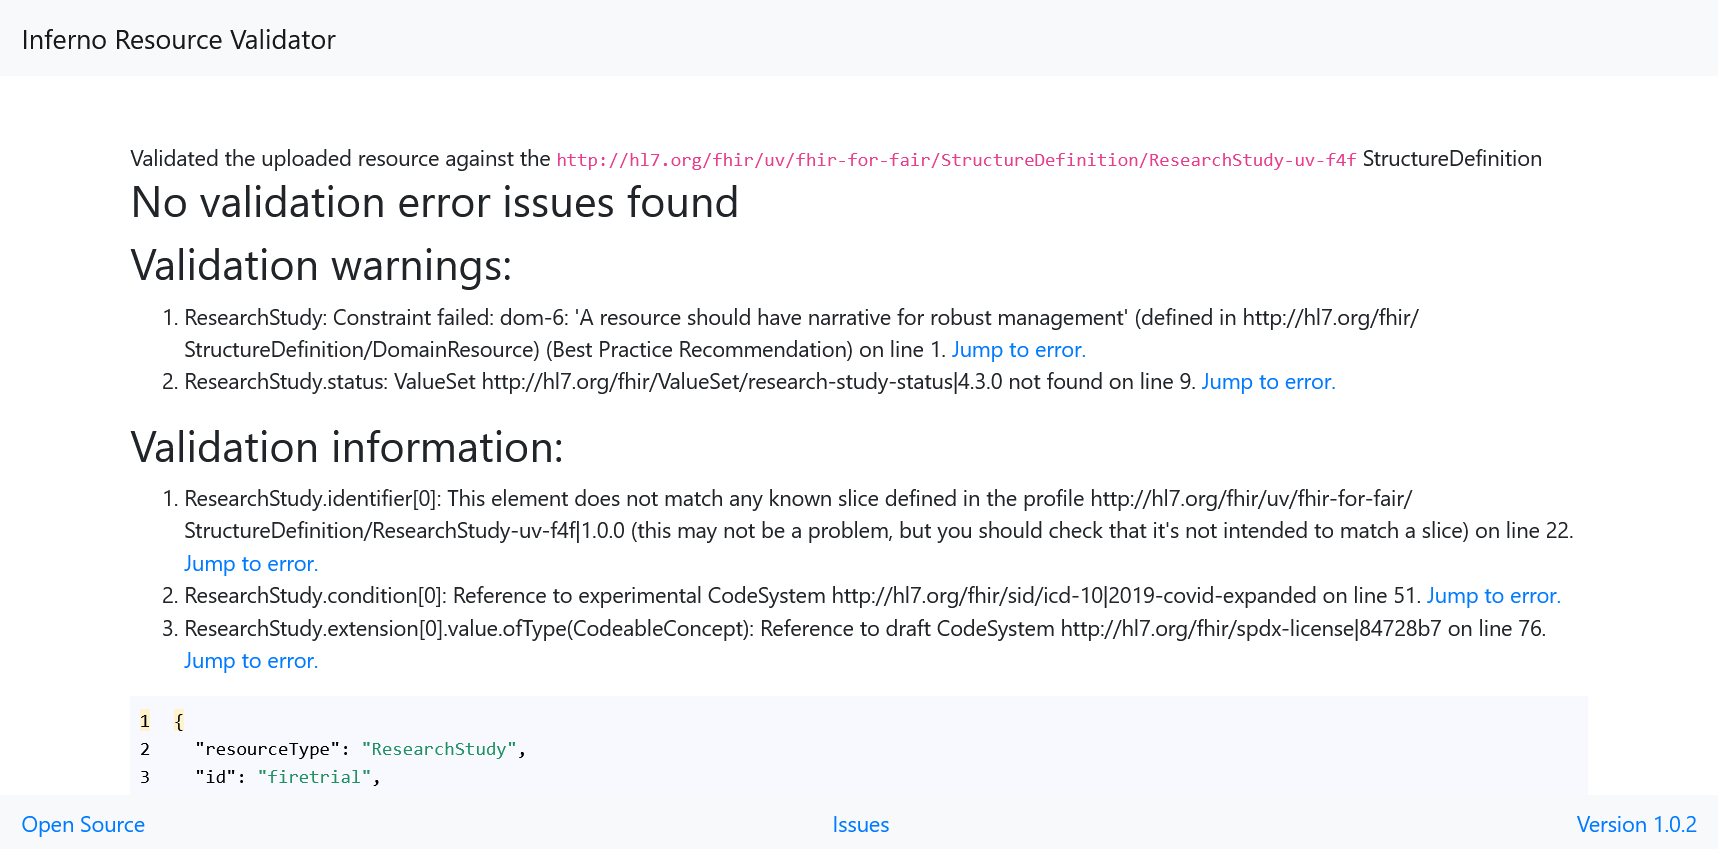 Inferno Resource Validator
Validated the uploaded resource against the http://hl7.org/fhir/uv/fhir-for-fair/StructureDefinition/ResearchStudy-uv-f4f StructureDefinition
No validation error issues found
Validation warnings:
1. ResearchStudy: Constraint failed: dom-6: 'A resource should have narrative for robust management' (defined in http://hl7.org/fhir/
StructureDefinition/DomainResource) (Best Practice Recommendation) on line 1. Jump to error.
2. ResearchStudy.status: ValueSet http://hl7.org/fhir/ValueSet/research-study-status|4.3.0 not found on line 9. Jump to error.
Validation information:
1. ResearchStudy.identifier[0]: This element does not match any known slice defined in the profile http://hl7.org/fhir/uv/fhir-for-fair/
StructureDefinition/ResearchStudy-uv-f4f|1.0.0 (this may not be a problem, but you should check that it's not intended to match a slice) on line 22.
Jump to error.
2. ResearchStudy.condition[0]: Reference to experimental CodeSystem http://hl7.org/fhir/sid/icd-10|2019-covid-expanded on line 51. Jump to error.
3. ResearchStudy.extension[0].value.ofType(CodeableConcept): Reference to draft CodeSystem http://hl7.org/fhir/spdx-license|84728b7 on line 76.
Jump to error.
1 {
2 "resourceType": "ResearchStudy",
3 "id": "firetrial",
Open Source Issues Version 1.0.2